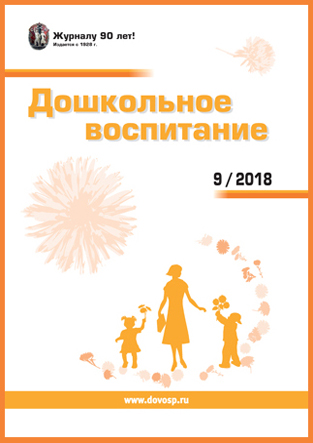 Журналу 90 лет!
Издается с 1928 г.
Дошкольное
воспитание
9 / 2018
www.dovosp.ru